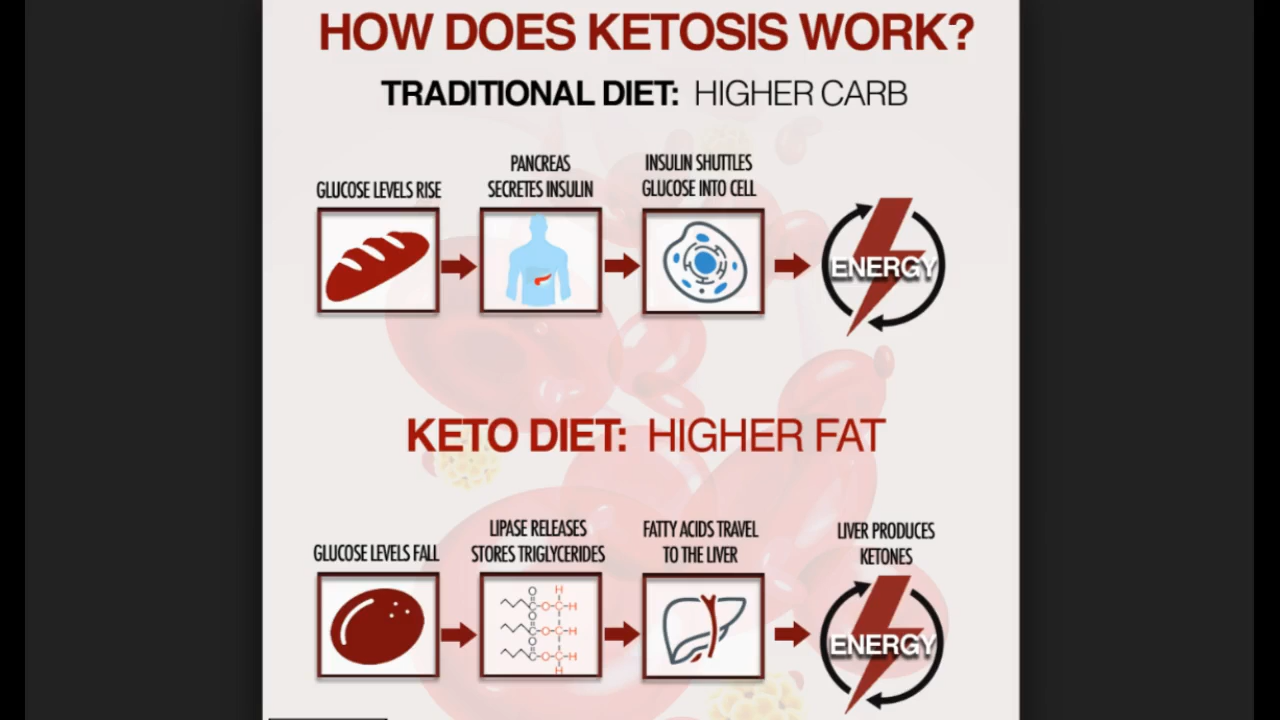 HOW DOES KETOSIS WORK?
TRADITIONAL DIET: HIGHER CARB
GLUCOSE LEVELS RISE
PANCREAS
SECRETES INSULIN
INSULIN SHUTTLES
GLUCOSE INTO CELL
ENERGY
KETO DIET: HIGHER FAT
GLUCOSE LEVELS FALL
LIPASE RELEASES
STORES TRIGLYCERIDES
FATTY ACIDS TRAVEL
TO THE LIVER
LIVER PRODUCES
KETONES
O H
C-O-C-H
O
C-O-C-H
O
C-O-C-H
H
ENERGY